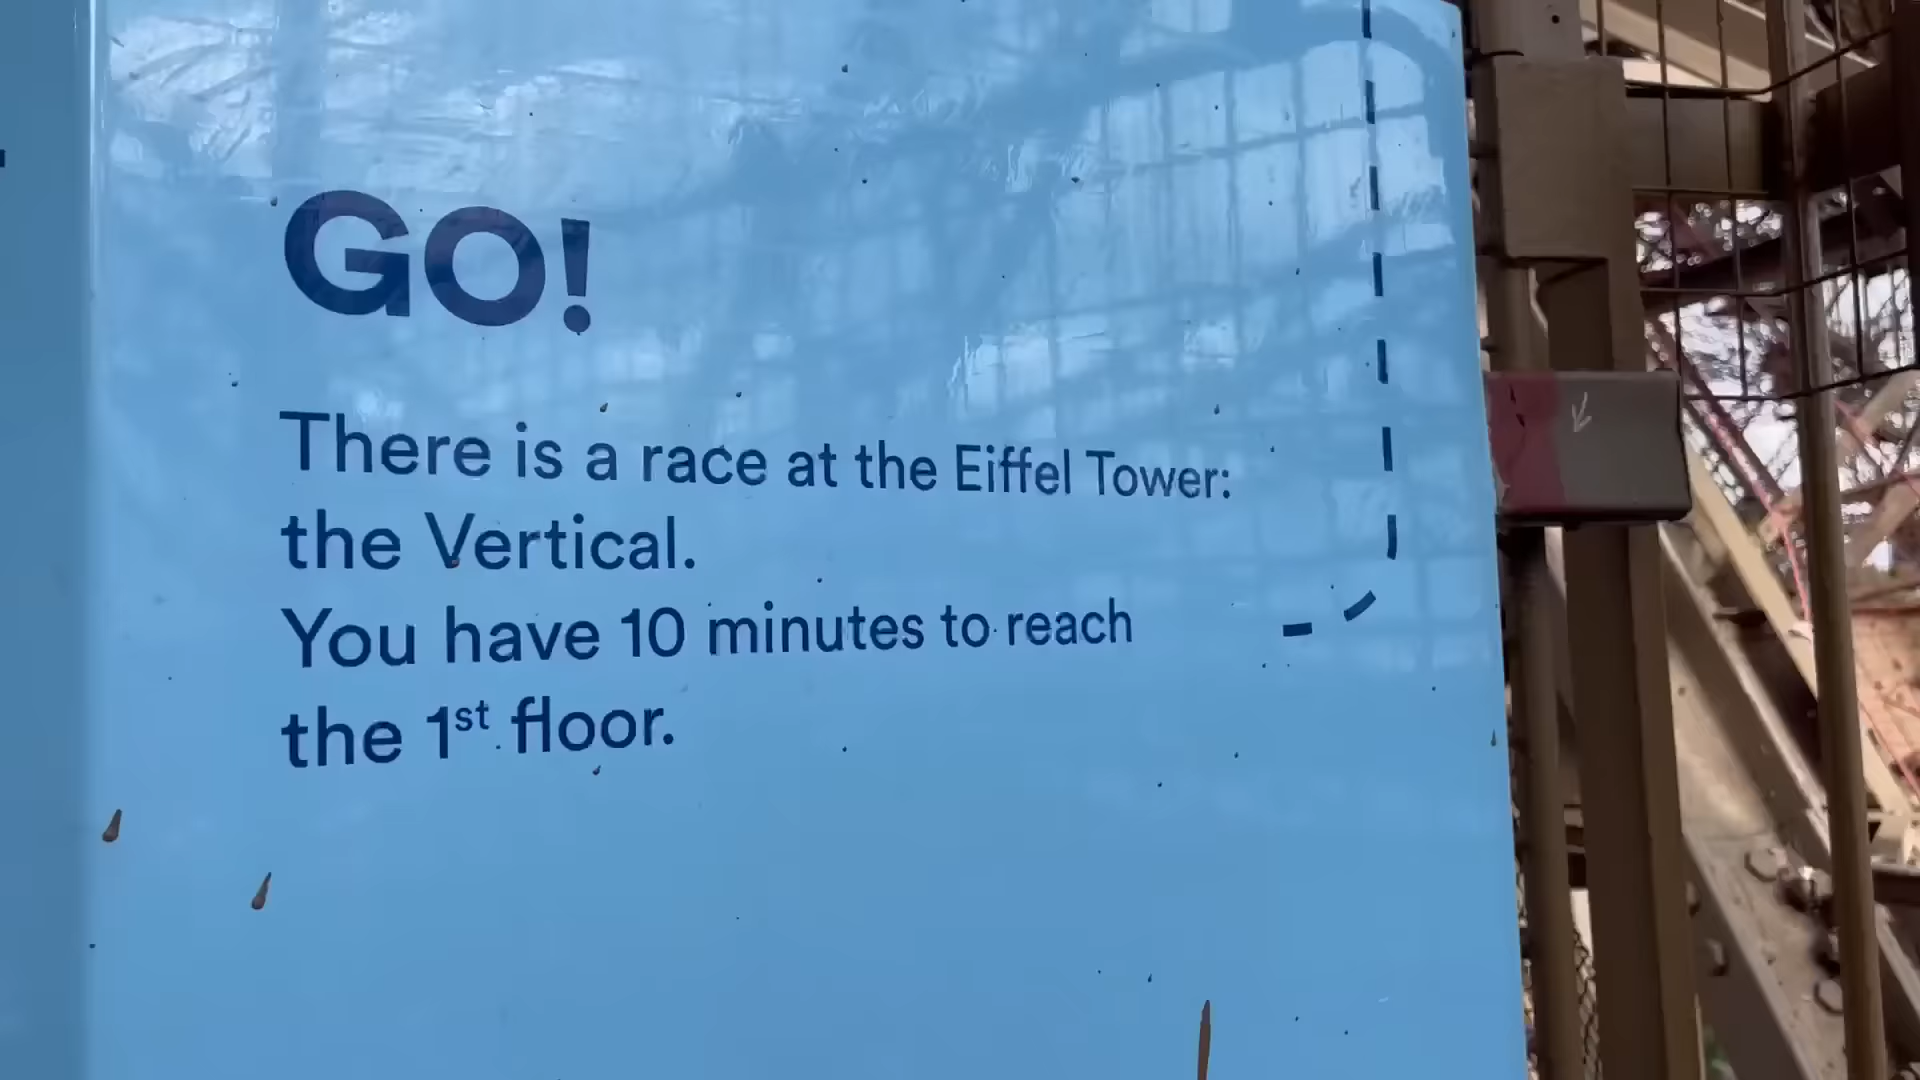 GO!
There is a race at the Eiffel Tower:
the Vertical.
You have 10 minutes to reach
the 1st floor.